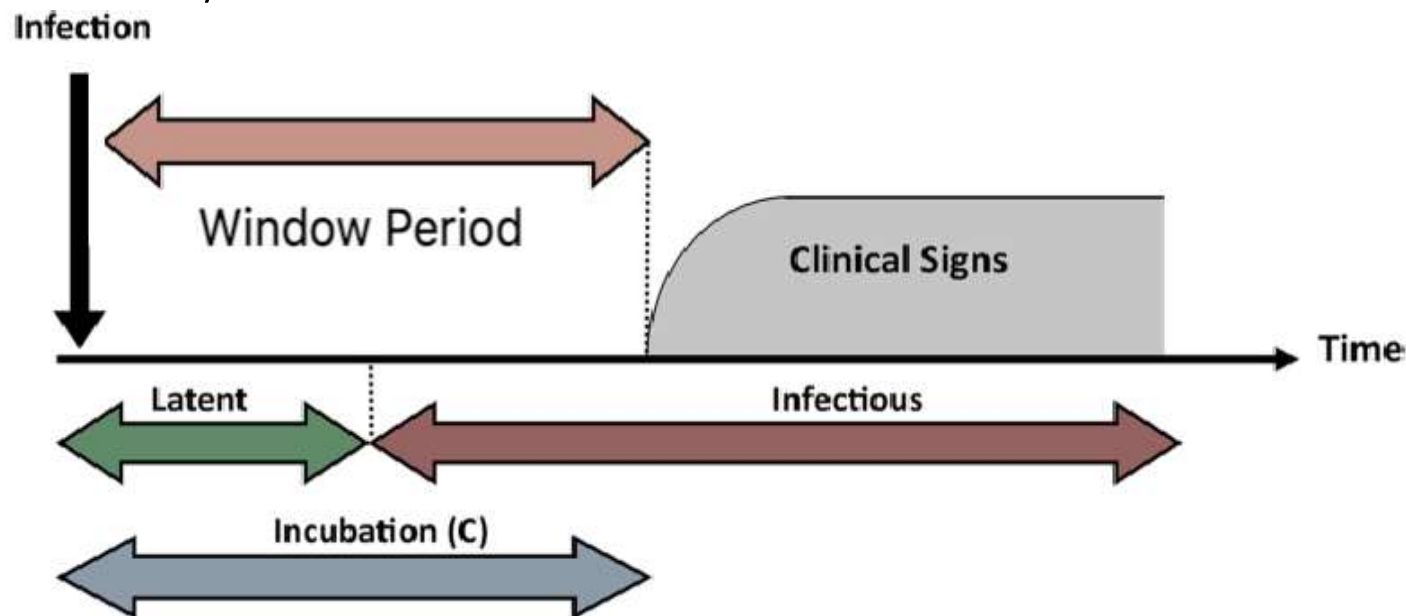 Infection
Window Period
Clinical Signs
Time
Latent
Infectious
Incubation (C)